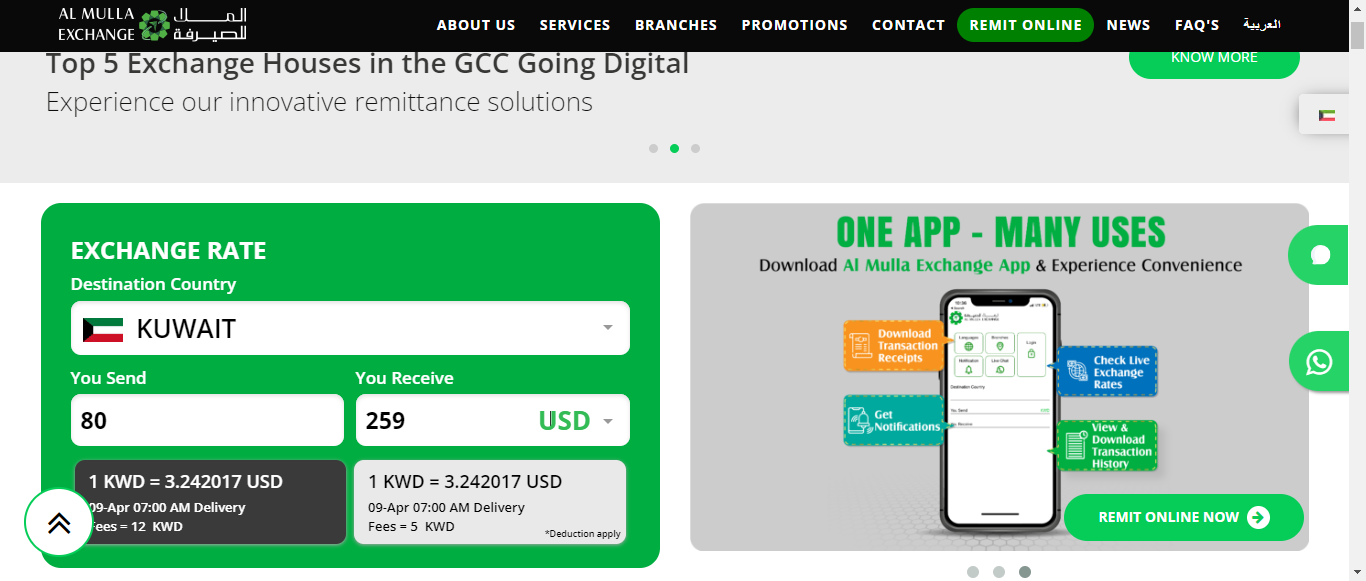 AL MULLA
EXCHANGE
المـــلا
للصيـرفة
ABOUT US
SERVICES
BRANCHES
PROMOTIONS
CONTACT
REMIT ONLINE
NEWS
FAQ'S
العربية
Top 5 Exchange Houses in the GCC Going Digital
Experience our innovative remittance solutions
KNOW MORE
EXCHANGE RATE
Destination Country
KUWAIT
You Send
You Receive
80
259
USD
1 KWD = 3.242017 USD
09-Apr 07:00 AM Delivery
Fees = 12 KWD
1 KWD = 3.242017 USD
09-Apr 07:00 AM Delivery
Fees = 5 KWD
*Deduction apply
ONE APP - MANY USES
Download Al Mulla Exchange App & Experience Convenience
Download
Transaction
Receipts
Get
Notifications
Check Live
Exchange
Rates
View &
Download
Transaction
History
Languages
Branches
Login
Notification
Live Chat
Destination Country
You Send
You Receive
REMIT ONLINE NOW